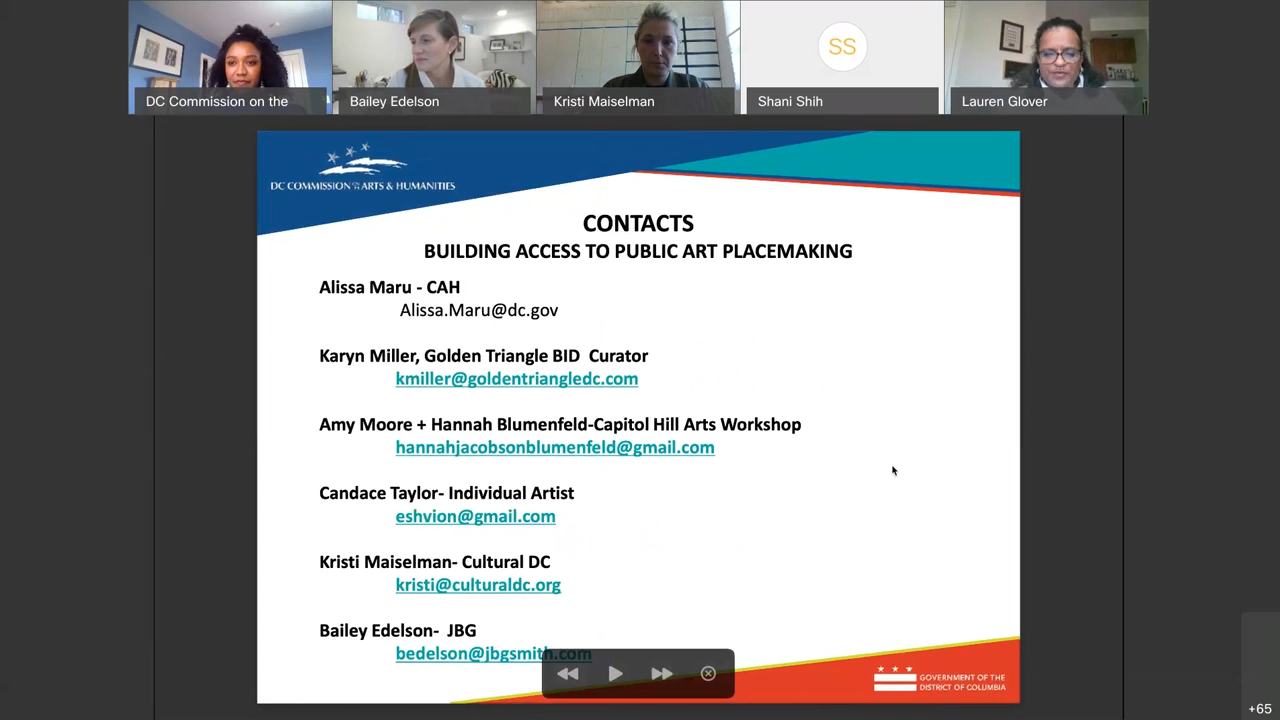 SS
DC Commission on the
Bailey Edelson
Kristi Maiselman
Shani Shih
Lauren Glover
DC COMMISSION ON THE ARTS & HUMANITIES
CONTACTS
BUILDING ACCESS TO PUBLIC ART PLACEMAKING
Alissa Maru - CAH
Alissa.Maru@dc.gov
Karyn Miller, Golden Triangle BID Curator
kmiller@goldentriangledc.com
Amy Moore + Hannah Blumenfeld-Capitol Hill Arts Workshop
hannahjacobsonblumenfeld@gmail.com
Candace Taylor- Individual Artist
eshvion@gmail.com
Kristi Maiselman- Cultural DC
kristi@culturaldc.org
Bailey Edelson- JBG
bedelson@jbgsmith.com
GOVERNMENT OF THE
DISTRICT OF COLUMBIA
+65